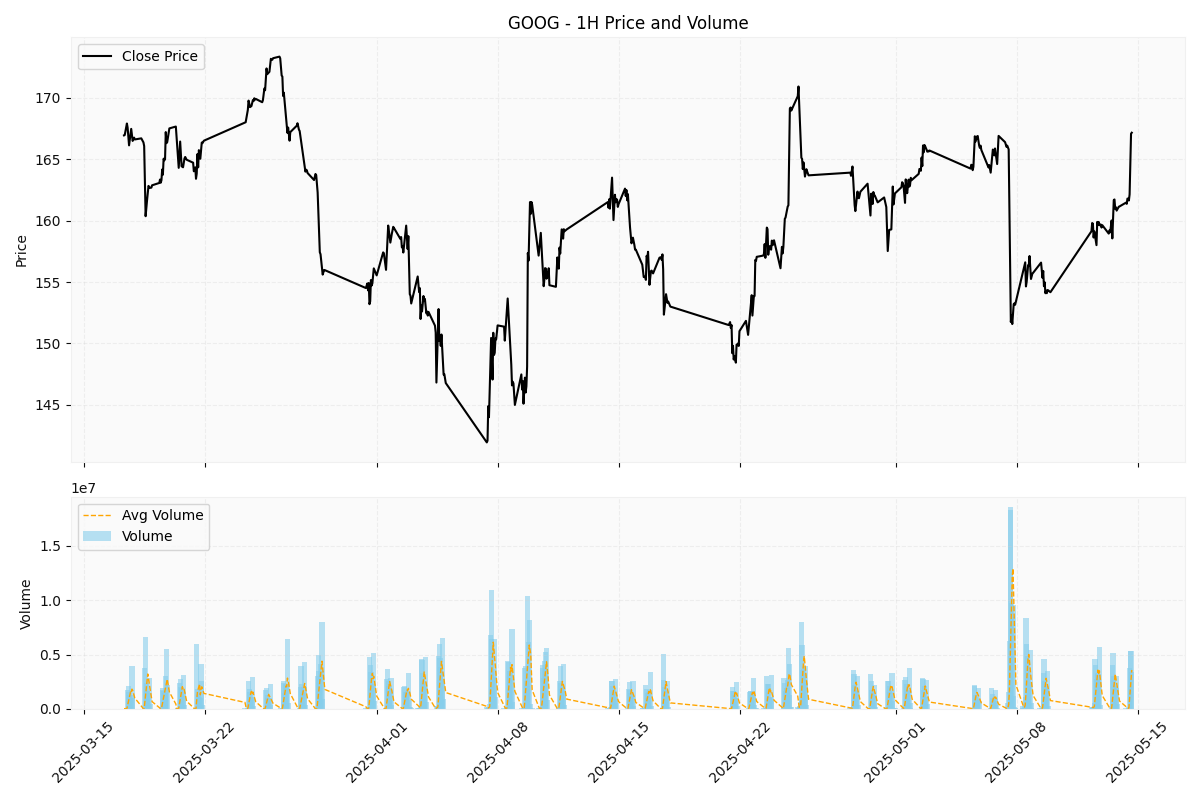 GOOG - 1H Price and Volume
Close Price
170
165
160
155
150
145
Price
1e7
Avg Volume
Volume
1.5
1.0
0.5
0.0
Volume
2025-03-15
2025-03-22
2025-04-01
2025-04-08
2025-04-15
2025-04-22
2025-05-01
2025-05-08
2025-05-15